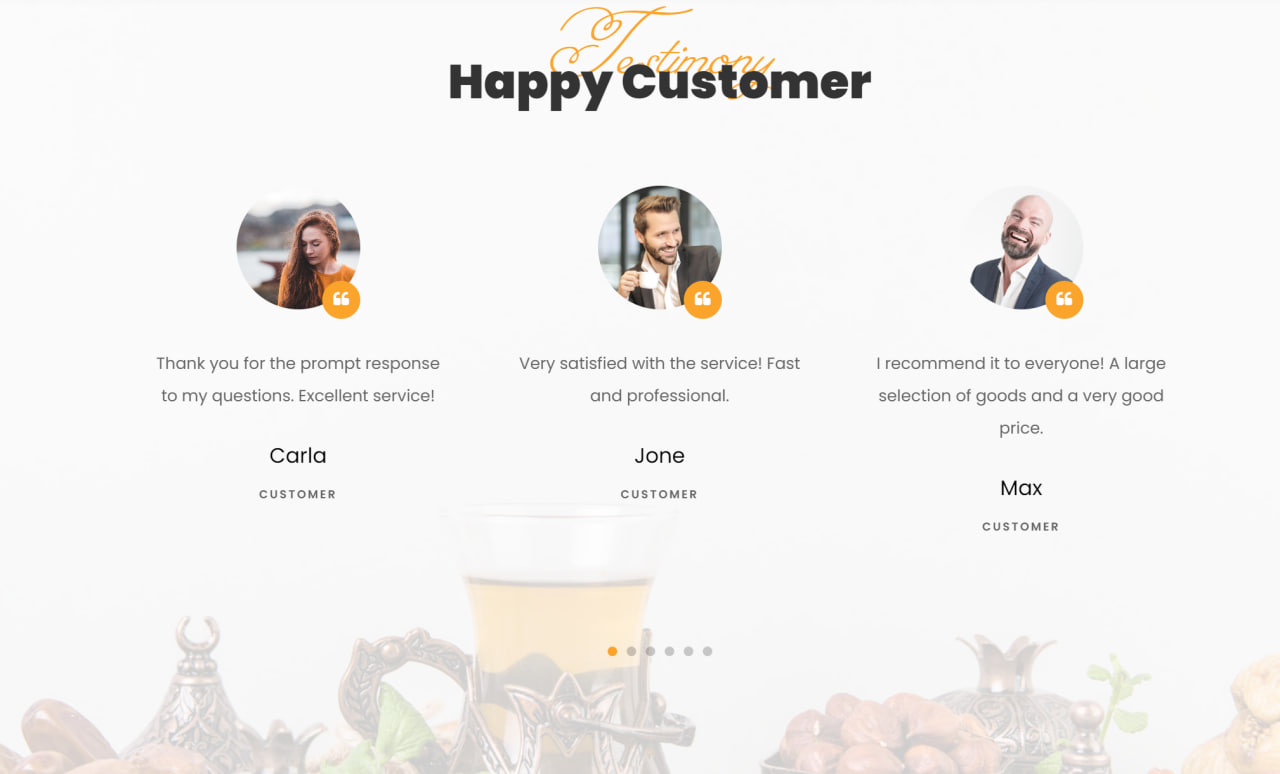 Testimony
Happy Customer
Thank you for the prompt response
to my questions. Excellent service!
Carla
CUSTOMER
Very satisfied with the service! Fast
and professional.
Jone
CUSTOMER
I recommend it to everyone! A large
selection of goods and a very good
price.
Max
CUSTOMER